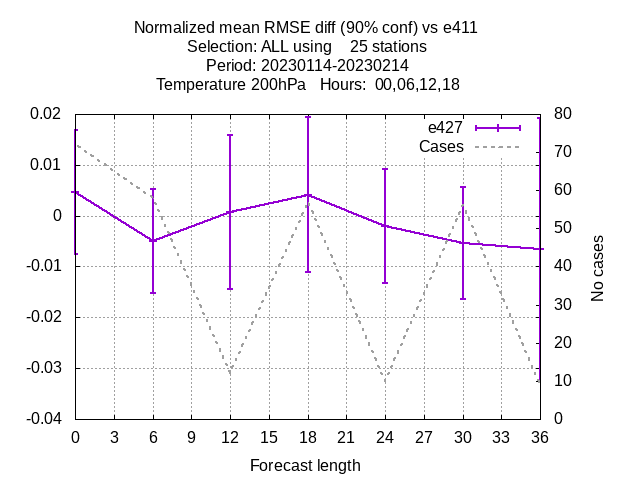 Normalized mean RMSE diff (90% conf) vs e411
Selection: ALL using    25 stations
Period: 20230114-20230214
Temperature 200hPa   Hours:  00,06,12,18
e427
Cases
0.02
0.01
0
-0.01
-0.02
-0.03
-0.04
80
70
60
50
40
30
20
10
0
No cases
0 3 6 9 12 15 18 21 24 27 30 33 36
Forecast length